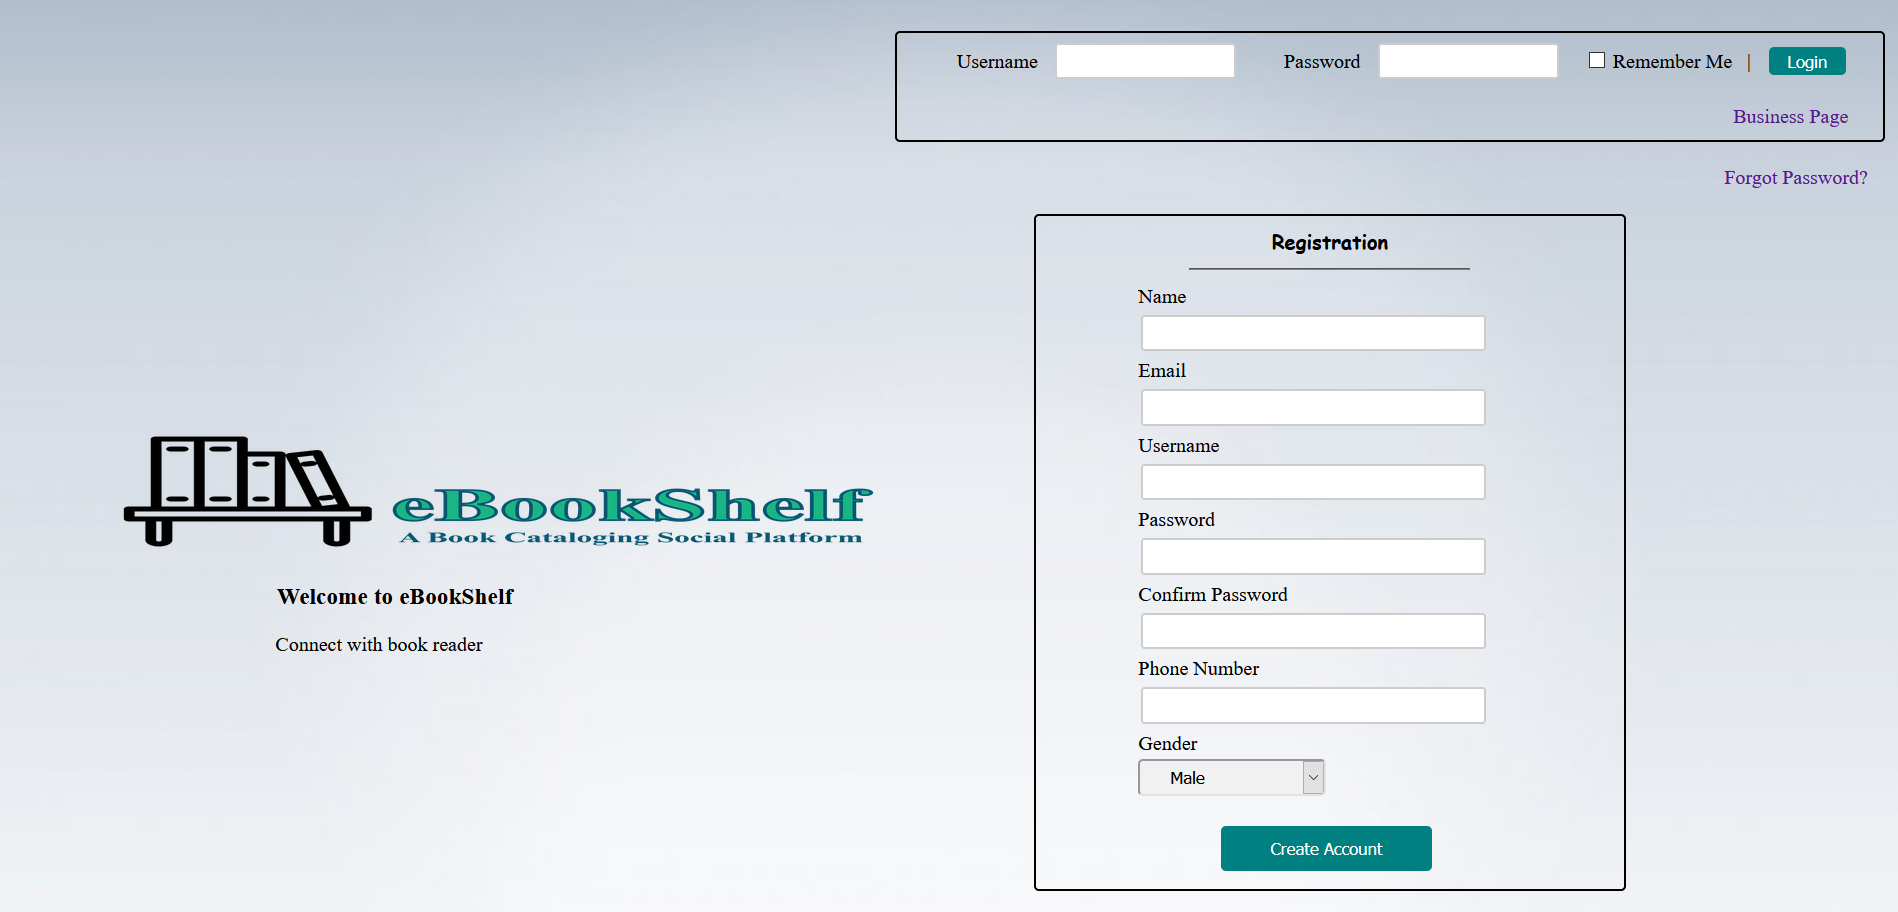 Username Password Remember Me | Login
Business Page
Forgot Password?
Registration
Name
Email
Username
Password
Confirm Password
Phone Number
Gender
Male
Create Account
eBookShelf
A Book Cataloging Social Platform
Welcome to eBookShelf
Connect with book reader